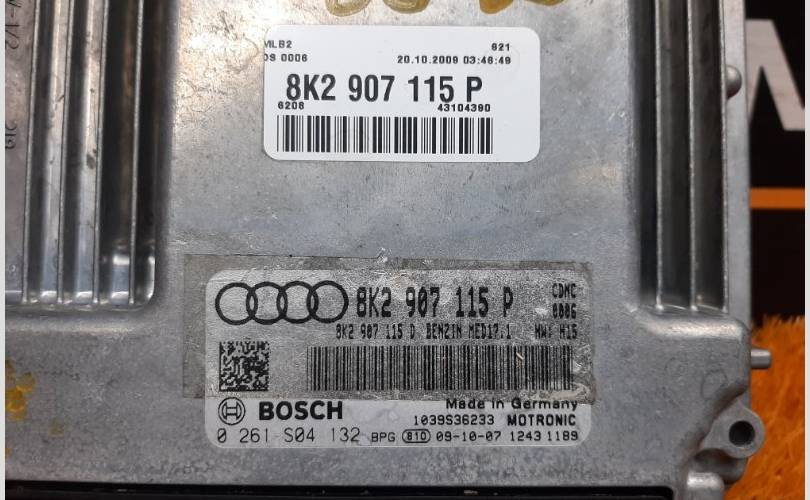 MLB2 621
DS 0006 20.10.2009 03:46:49
8K2 907 115 P
6206 43104390
8K2 907 115 P CDNC
0006
8K2 907 115 D BENZIN MED17.1 HW: H15
Made in Germany
BOSCH 1039S36233 MOTRONIC
0 261 S04 132 BPG 810 09-10-07 1243 1189